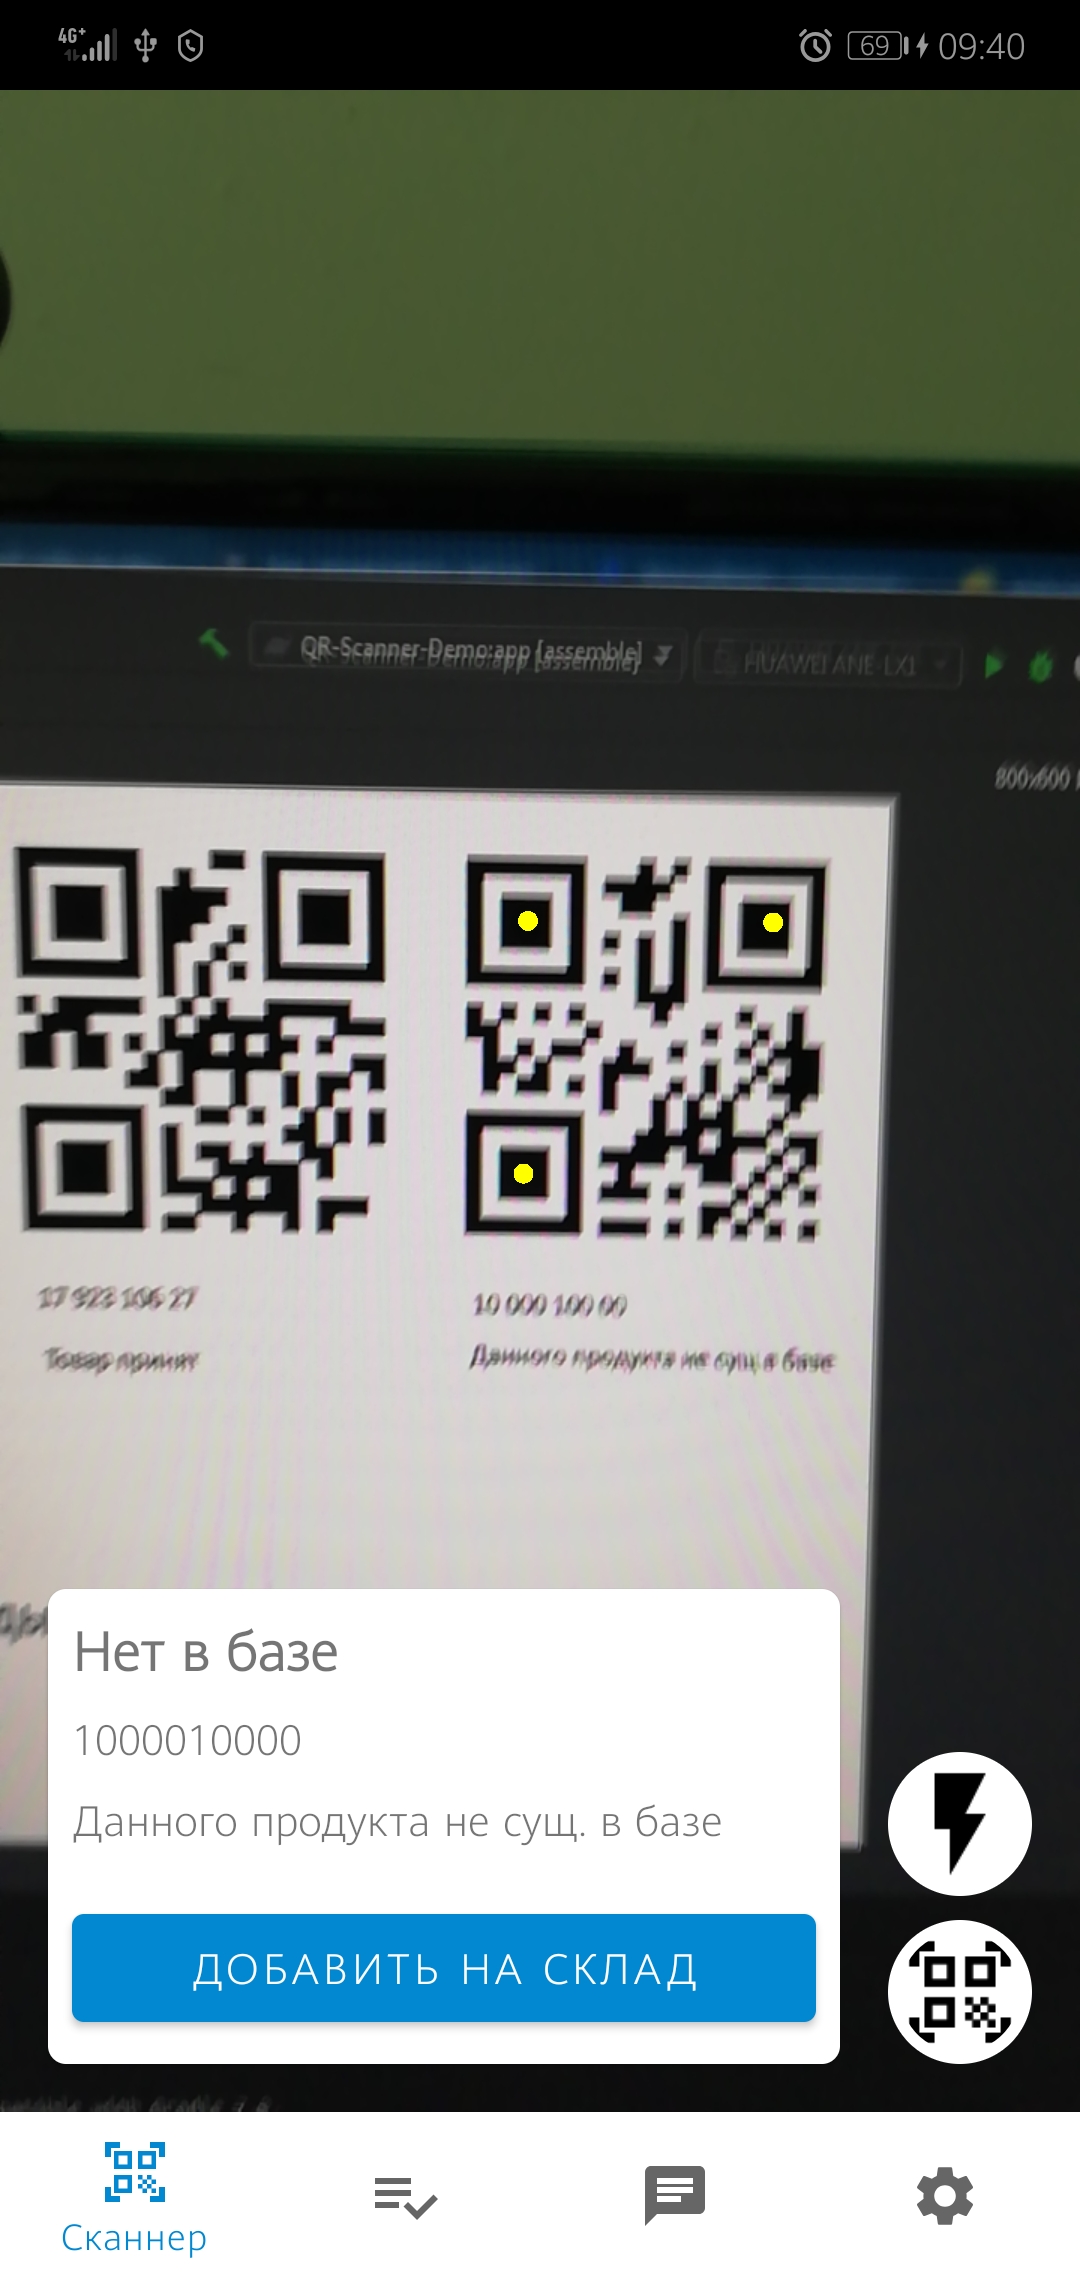 4G+
69
09:40
QR-Scanner-Demo:app [assemble]
HUAWEI ANE-LX1
800x600
17 923 106 27
10 000 100 00
Товар принят
Данного продукта не сущ. в базе
Нет в базе
1000010000
Данного продукта не сущ. в базе
ДОБАВИТЬ НА СКЛАД
Сканнер